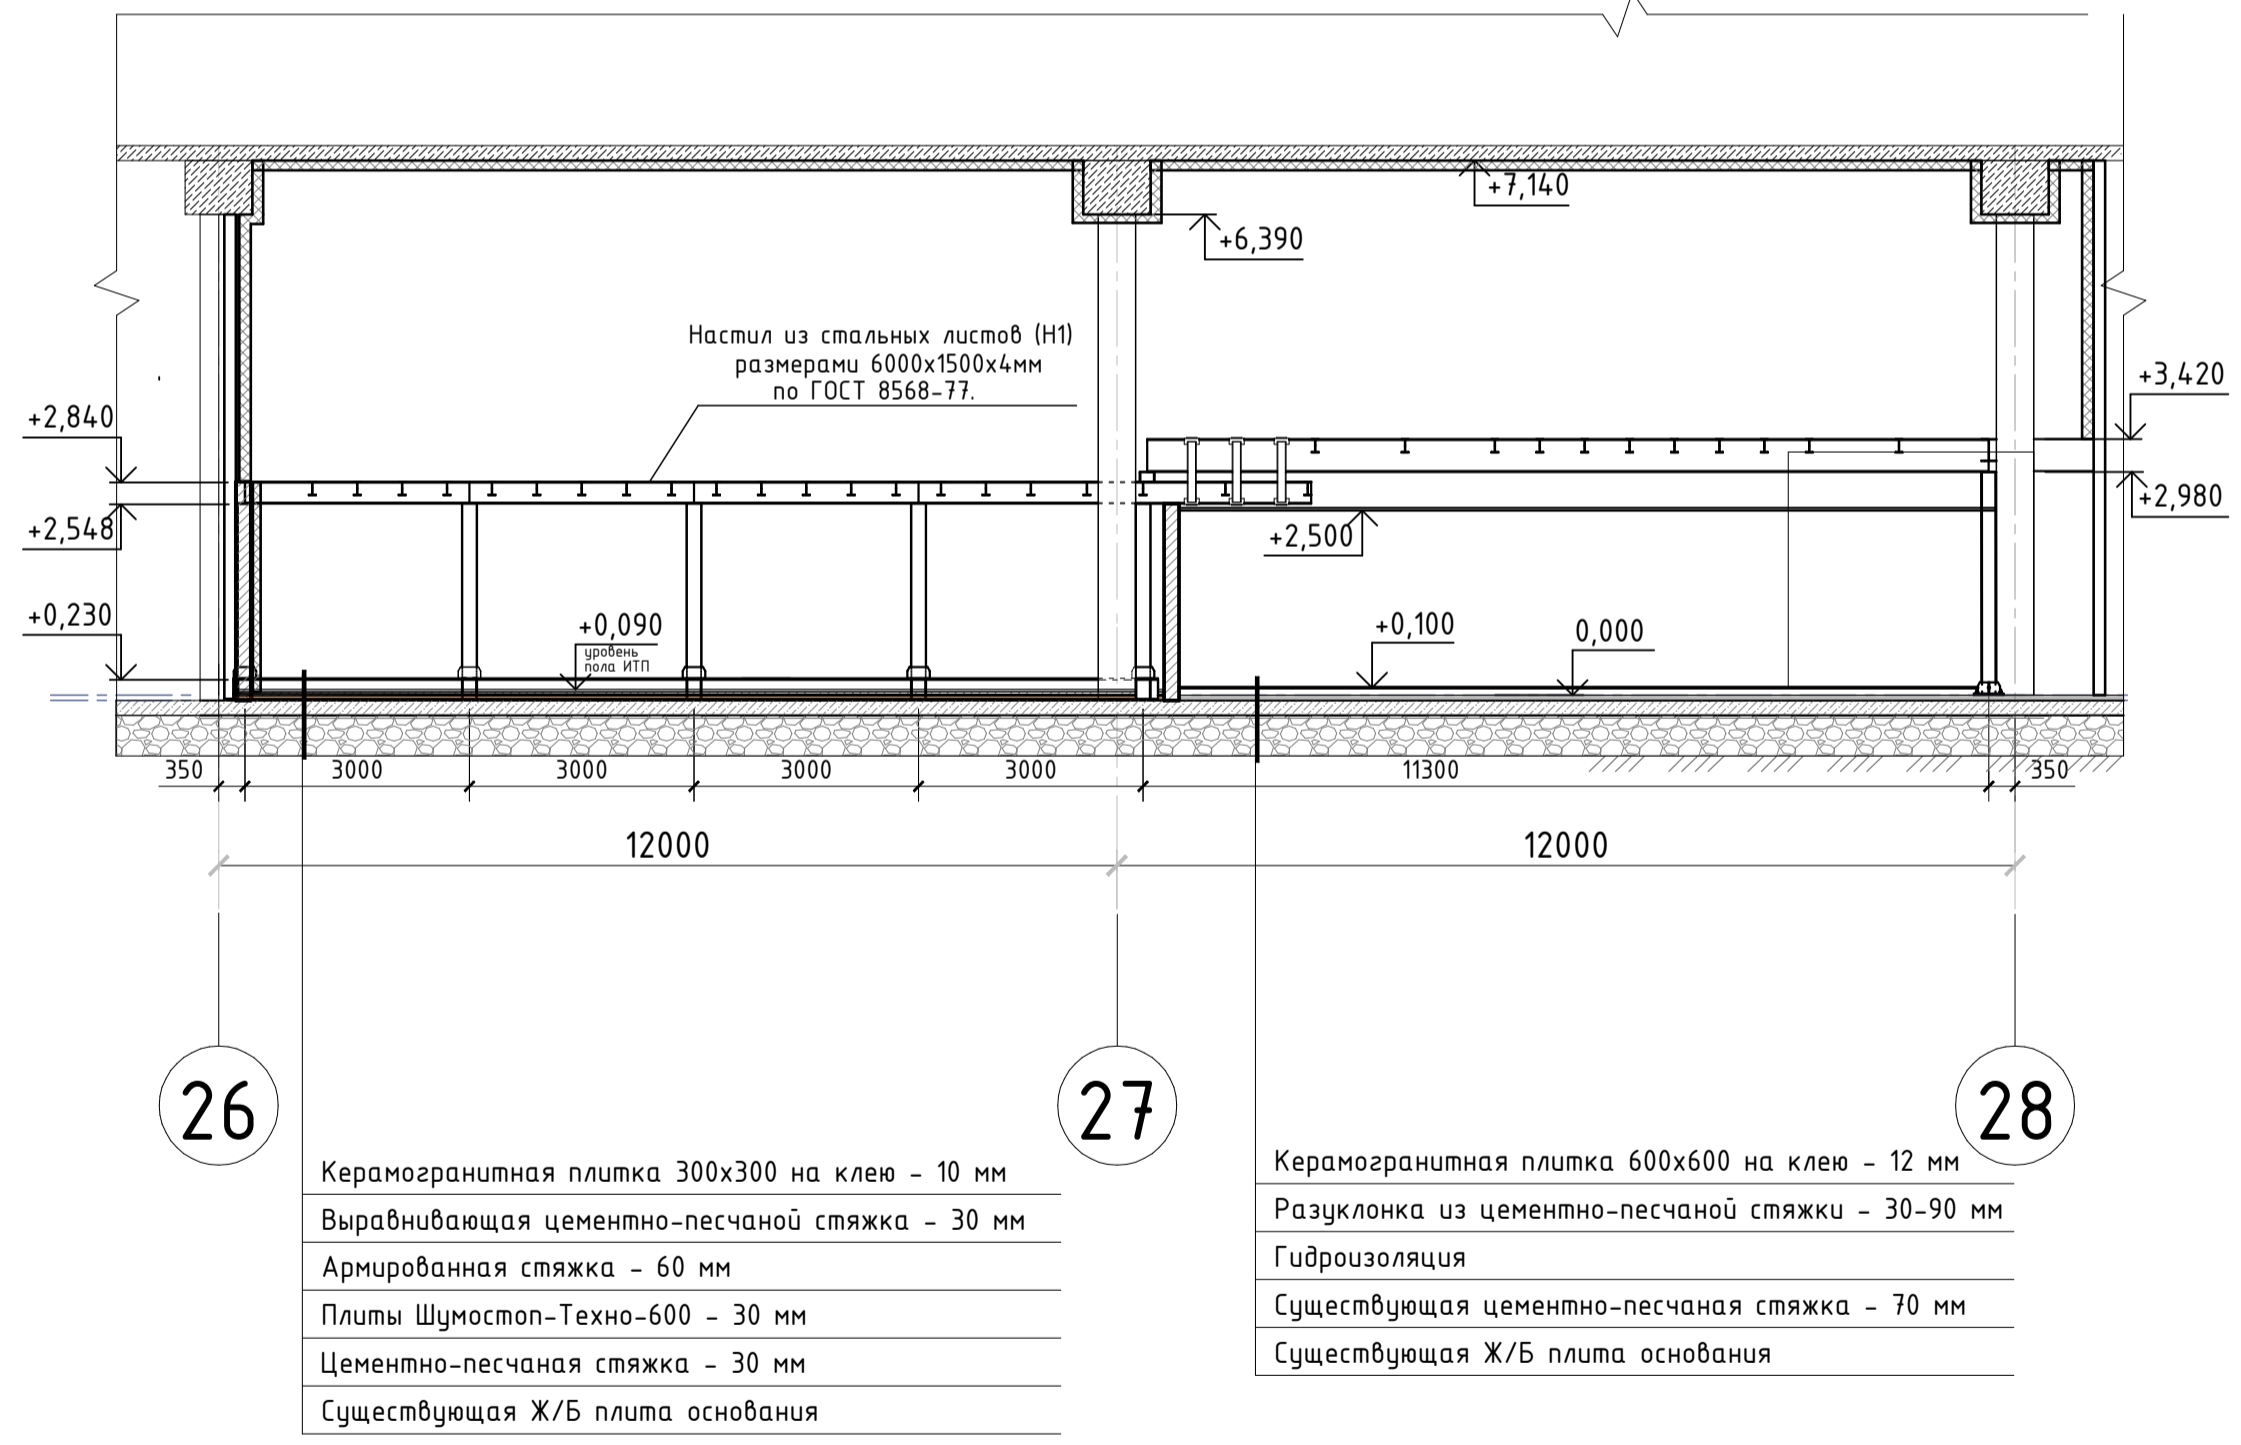 +7,140
+6,390
Настил из стальных листов (Н1)
размерами 6000х1500х4мм
по ГОСТ 8568-77.
+3,420
+2,840
+2,980
+2,548
+2,500
+0,230
+0,090
уровень
пола ИТП
+0,100
0,000
350
3000
3000
3000
3000
11300
350
12000
12000
26
27
28
Керамогранитная плитка 300х300 на клею - 10 мм
Выравнивающая цементно-песчаной стяжка - 30 мм
Армированная стяжка - 60 мм
Плиты Шумостоп-Техно-600 - 30 мм
Цементно-песчаная стяжка - 30 мм
Существующая Ж/Б плита основания
Керамогранитная плитка 600х600 на клею - 12 мм
Разуклонка из цементно-песчаной стяжки - 30-90 мм
Гидроизоляция
Существующая цементно-песчаная стяжка - 70 мм
Существующая Ж/Б плита основания